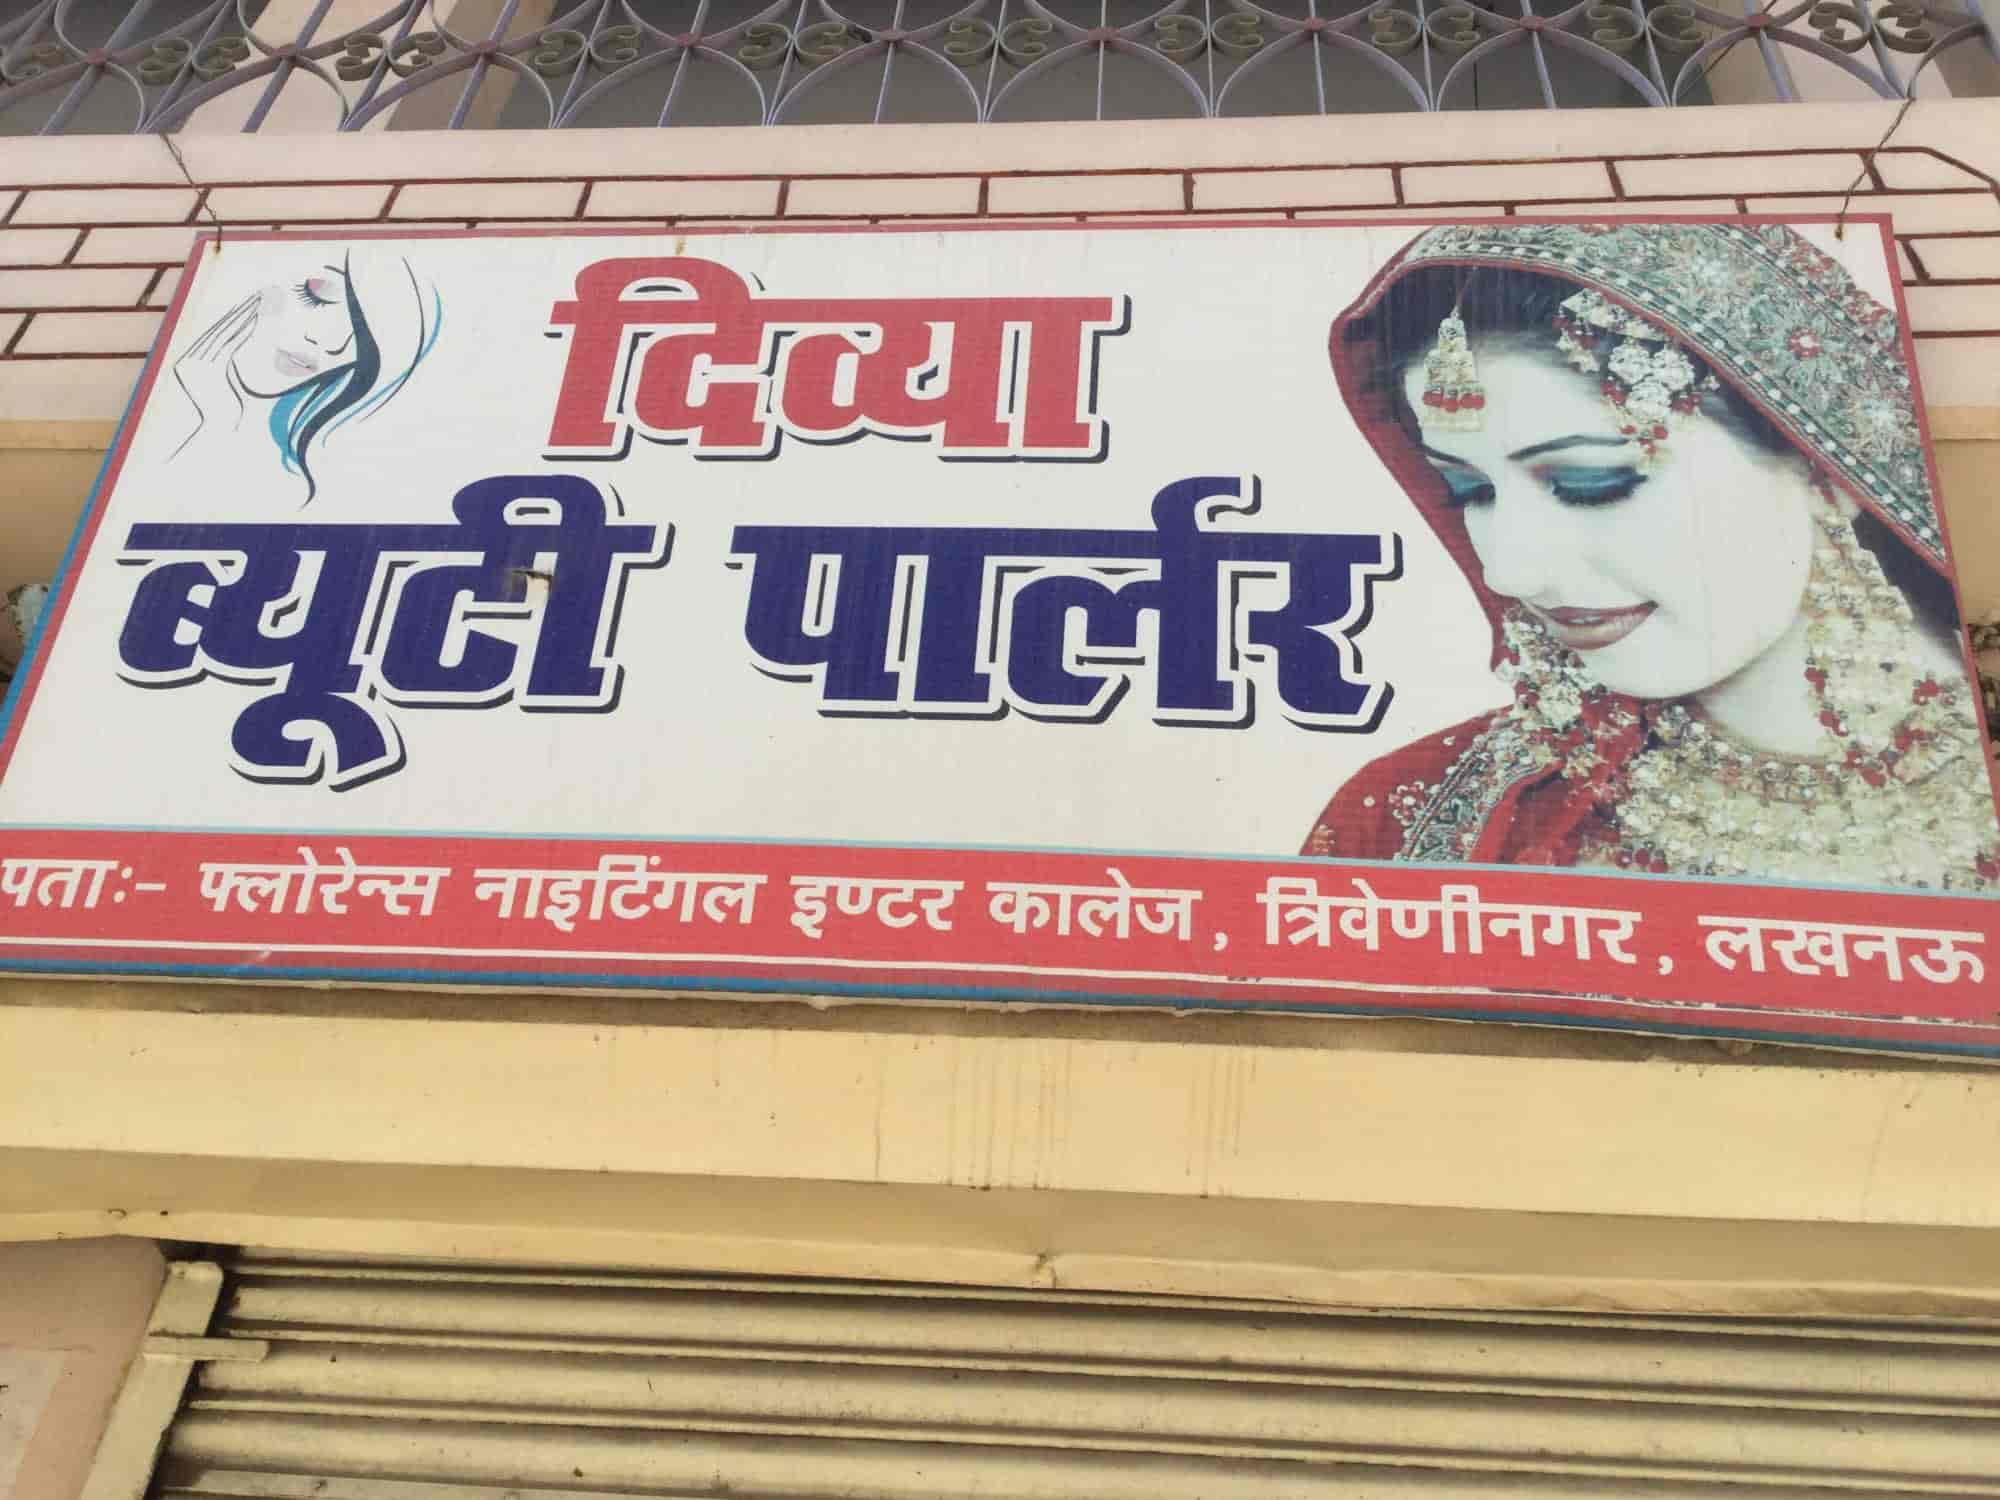 दिव्या
ब्यूटी पार्लर
पताः- फ्लोरेन्स नाइटिंगल इण्टर कालेज, त्रिवेणीनगर, लखनऊ